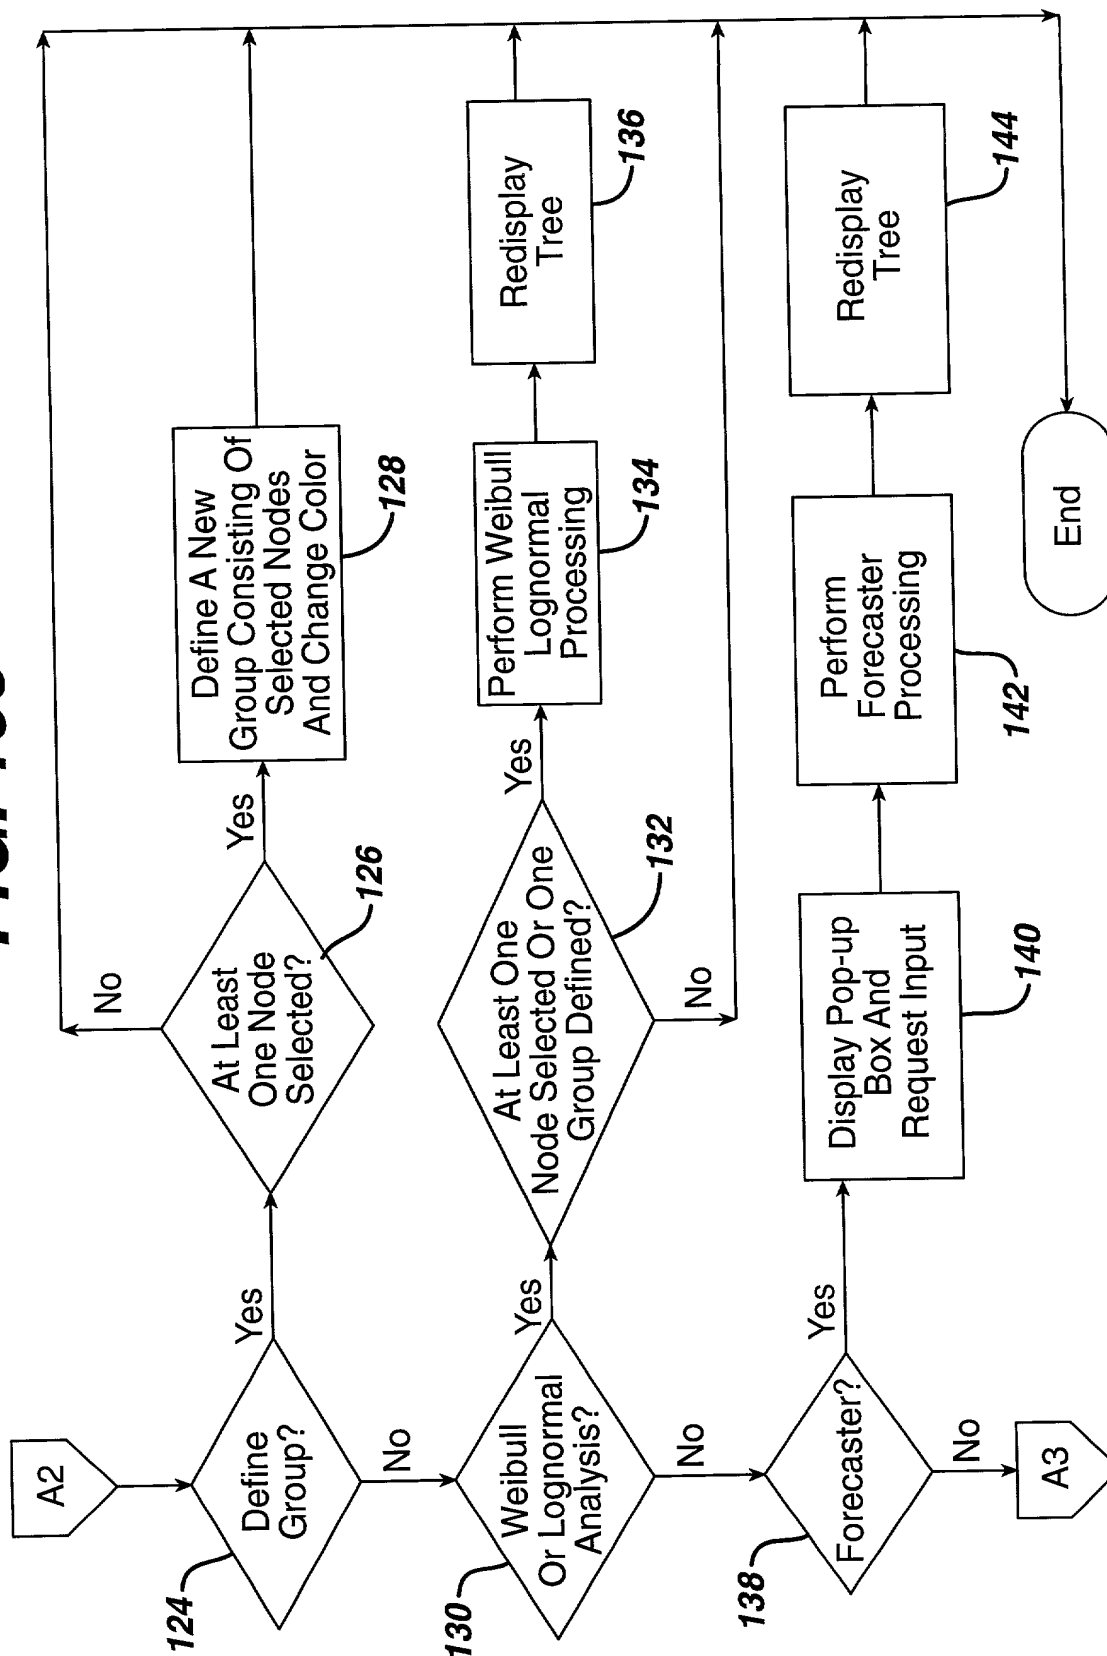 A2
Define
Group?
124
Yes
No
At Least
One Node
Selected?
126
No
Yes
Define A New
Group Consisting Of
Selected Nodes
And Change Color
128
Weibull
Or Lognormal
Analysis?
130
Yes
No
At Least One
Node Selected Or One
Group Defined?
132
Yes
No
Perform Weibull
Lognormal
Processing
134
Redisplay
Tree
136
Forecaster?
138
Yes
No
Display Pop-up
Box And
Request Input
140
Perform
Forecaster
Processing
142
Redisplay
Tree
144
A3
End